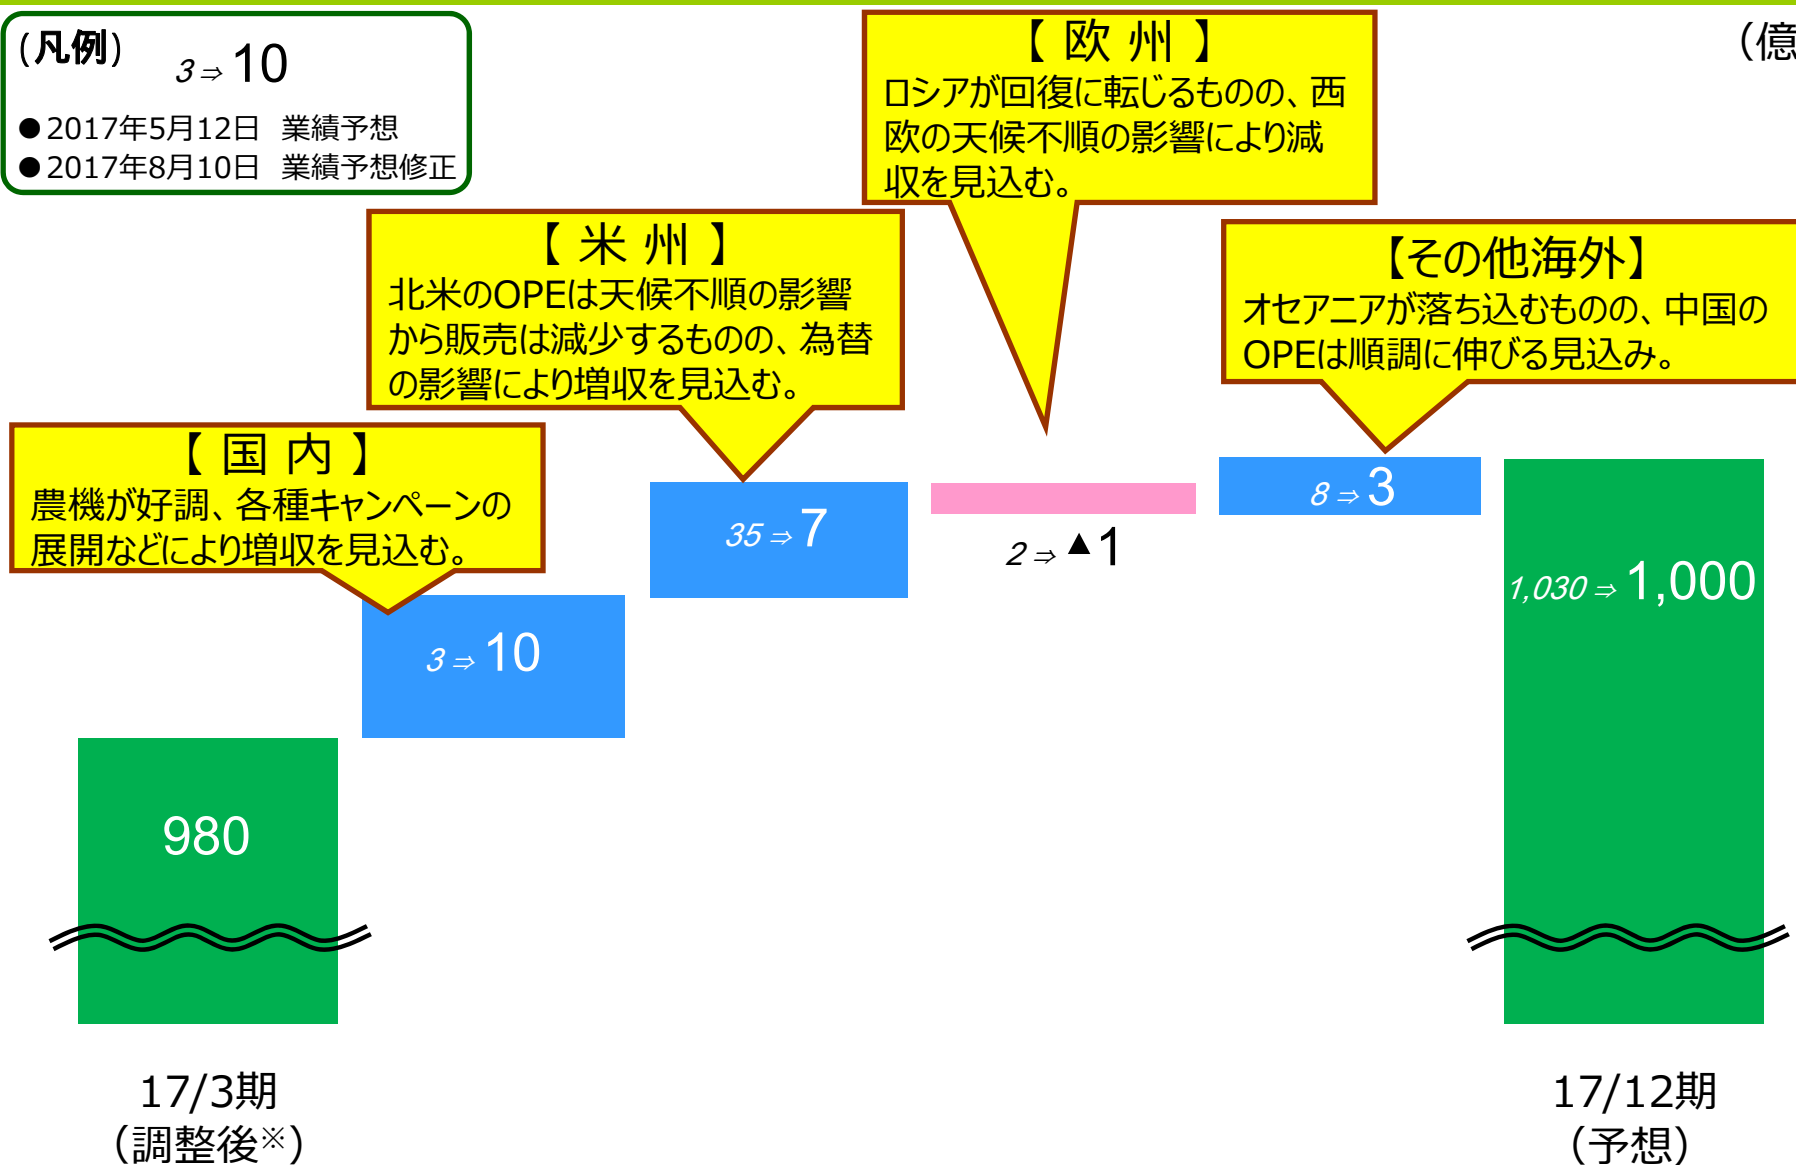 (凡例)
3⇒10
●2017年5月12日　業績予想
●2017年8月10日　業績予想修正
（億
【 欧 州 】
ロシアが回復に転じるものの、西
欧の天候不順の影響により減
収を見込む。
【 米 州 】
北米のOPEは天候不順の影響
から販売は減少するものの、為替
の影響により増収を見込む。
【その他海外】
オセアニアが落ち込むものの、中国の
OPEは順調に伸びる見込み。
【 国 内 】
農機が好調、各種キャンペーンの
展開などにより増収を見込む。
980
3⇒10
35⇒7
2⇒▲1
8⇒3
1,030⇒1,000
17/3期
（調整後※）
17/12期
（予想）